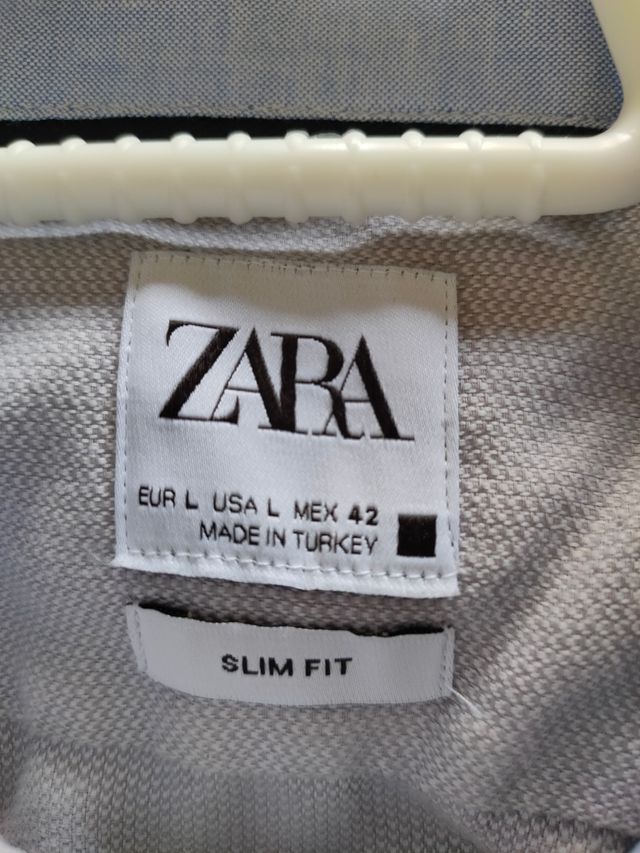 ZARA
EUR L USA L MEX 42
MADE IN TURKEY
SLIM FIT